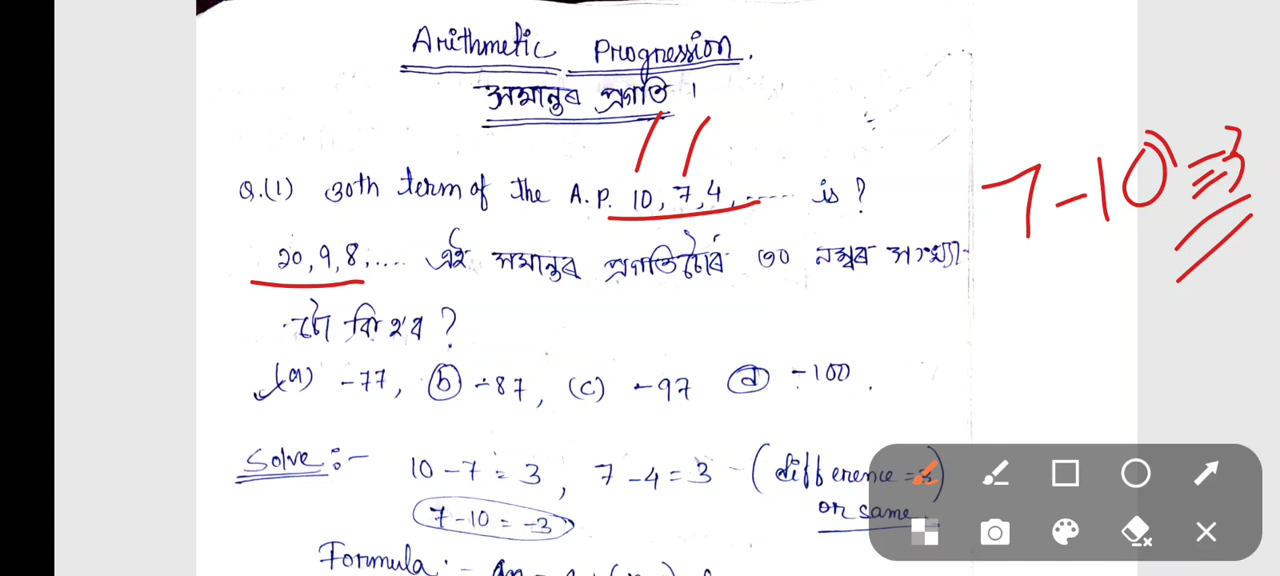 Arithmetic Progression.
সমান্তৰ প্ৰগতি ।
Q.(1) 30th term of the A.P. 10, 7, 4, ...... is?
১০, ৭, ৪, .... এই সমান্তৰ প্ৰগতিটোৰ ৩০ নম্বৰ সংখ্যা-
টো কি হ'ব ?
(a) -77, (b) -87, (c) -97 (d) -100.
7-10=3
Solve :- 10-7=3, 7-4=3 - (difference =3)
7-10=-3 or same
Formula :-